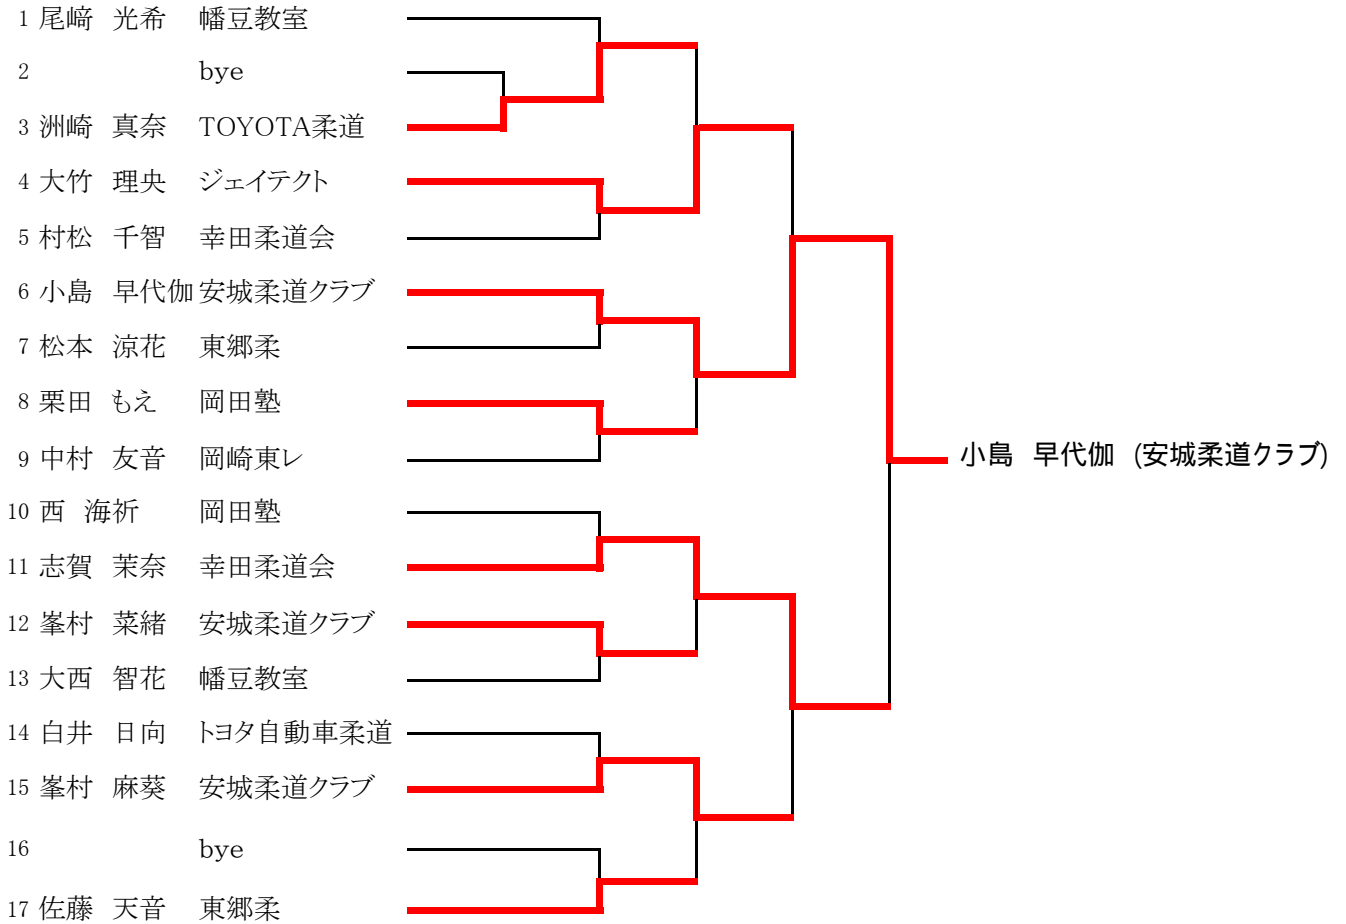 1 尾﨑 光希 幡豆教室
2 bye
3 洲崎 真奈 TOYOTA柔道
4 大竹 理央 ジェイテクト
5 村松 千智 幸田柔道会
6 小島 早代伽 安城柔道クラブ
7 松本 涼花 東郷柔
8 栗田 もえ 岡田塾
9 中村 友音 岡崎東レ
小島 早代伽 (安城柔道クラブ)
10 西 海祈 岡田塾
11 志賀 茉奈 幸田柔道会
12 峯村 菜緒 安城柔道クラブ
13 大西 智花 幡豆教室
14 白井 日向 トヨタ自動車柔道
15 峯村 麻葵 安城柔道クラブ
16 bye
17 佐藤 天音 東郷柔